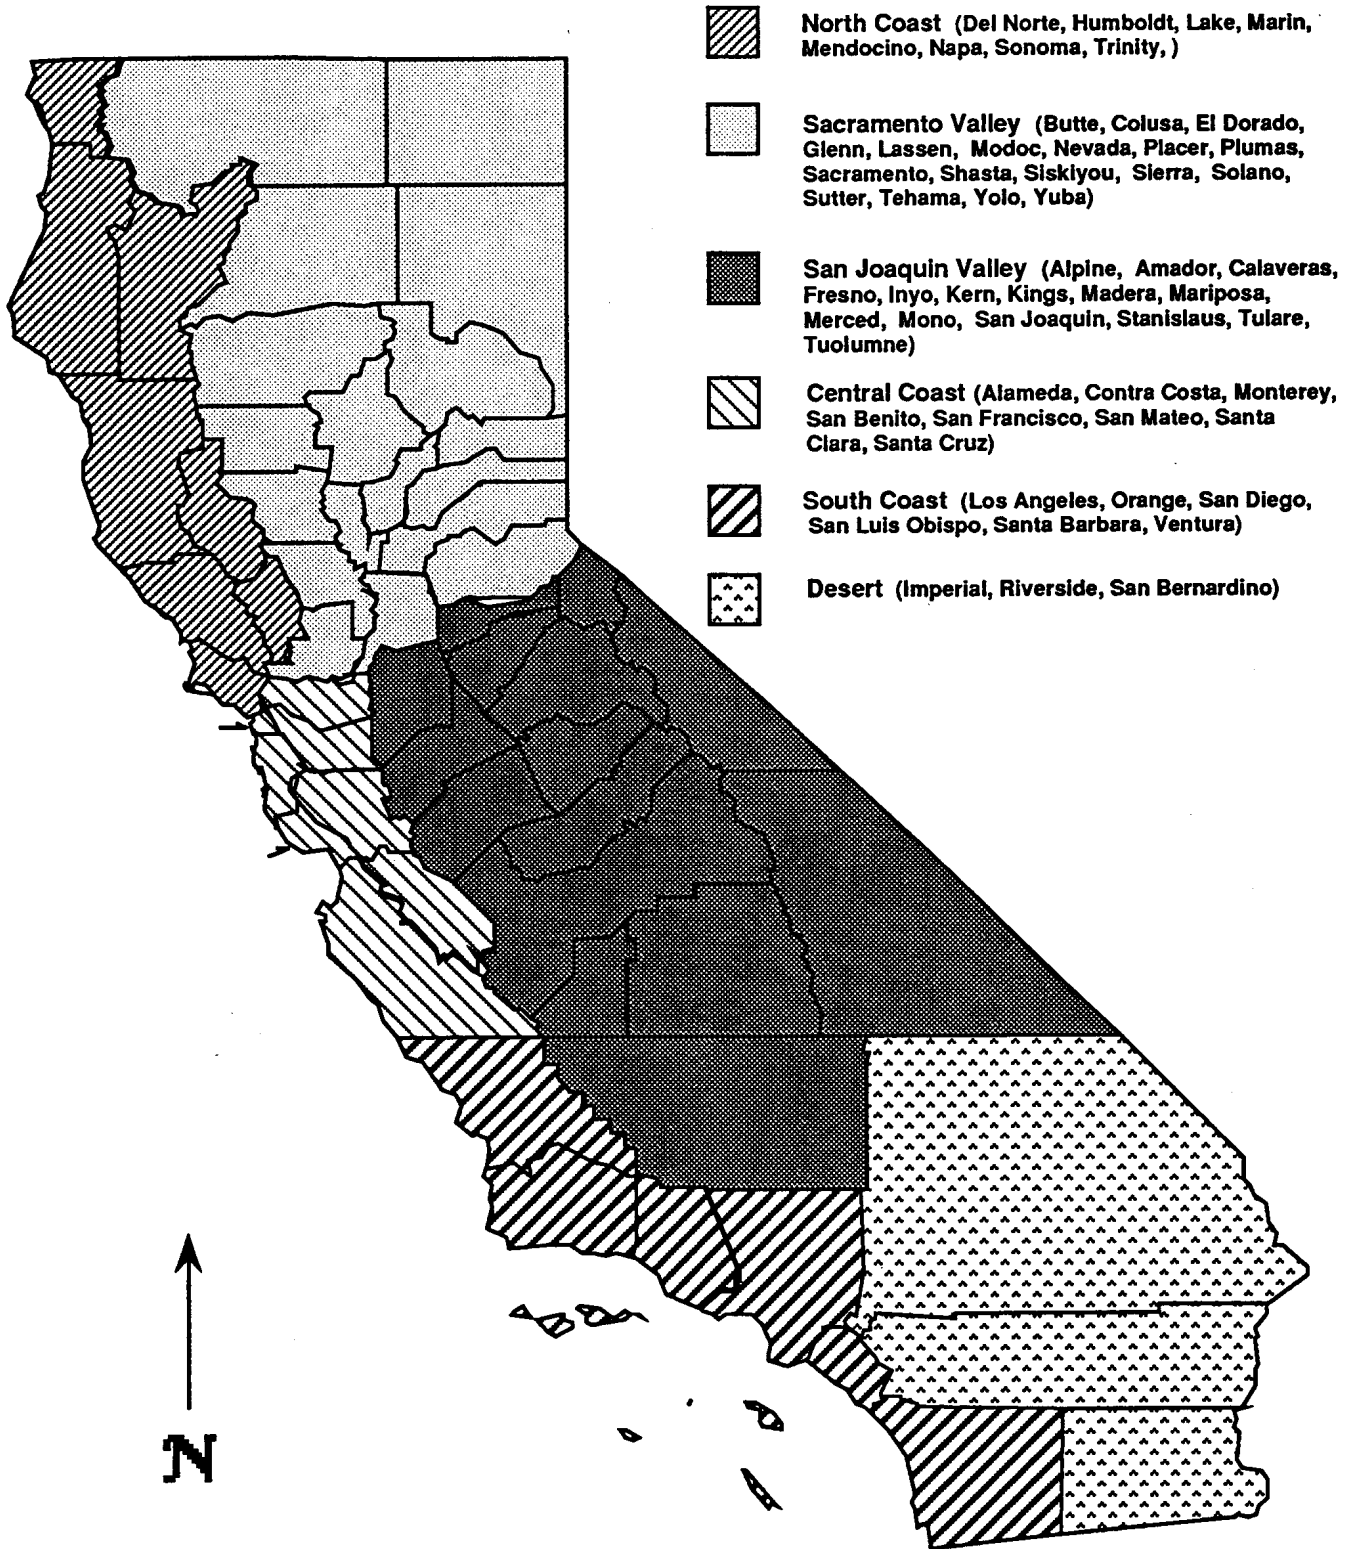 North Coast (Del Norte, Humboldt, Lake, Marin,
Mendocino, Napa, Sonoma, Trinity, )
Sacramento Valley (Butte, Colusa, El Dorado,
Glenn, Lassen, Modoc, Nevada, Placer, Plumas,
Sacramento, Shasta, Siskiyou, Sierra, Solano,
Sutter, Tehama, Yolo, Yuba)
San Joaquin Valley (Alpine, Amador, Calaveras,
Fresno, Inyo, Kern, Kings, Madera, Mariposa,
Merced, Mono, San Joaquin, Stanislaus, Tulare,
Tuolumne)
Central Coast (Alameda, Contra Costa, Monterey,
San Benito, San Francisco, San Mateo, Santa
Clara, Santa Cruz)
South Coast (Los Angeles, Orange, San Diego,
San Luis Obispo, Santa Barbara, Ventura)
Desert (Imperial, Riverside, San Bernardino)
N